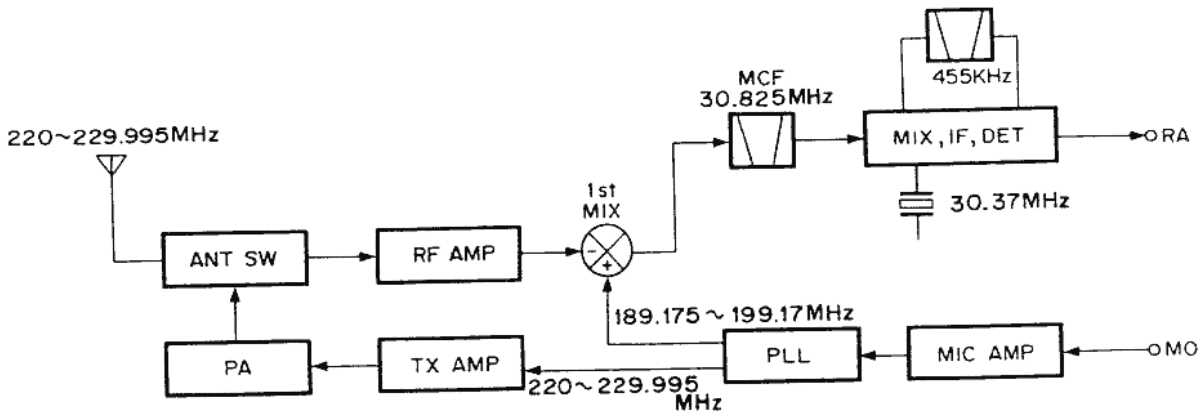 455KHz
MCF
30.825MHz
220~229.995MHz
MIX, IF, DET
RA
1st
MIX
30.37MHz
ANT SW
RF AMP
-
+
189.175~199.17MHz
PA
TX AMP
PLL
MIC AMP
MO
220~229.995
MHz